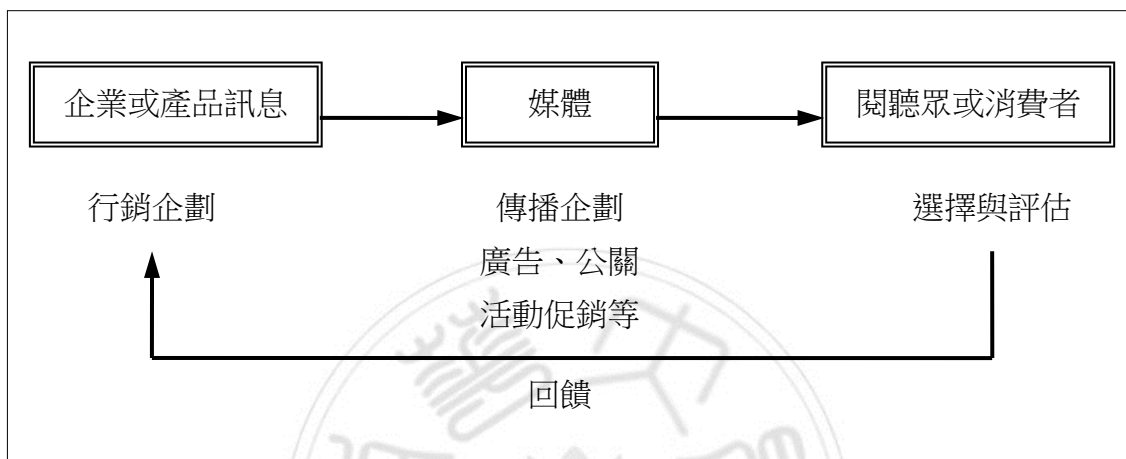 企業或產品訊息
媒體
閱聽眾或消費者
行銷企劃
傳播企劃
選擇與評估
廣告、公關
活動促銷等
回饋